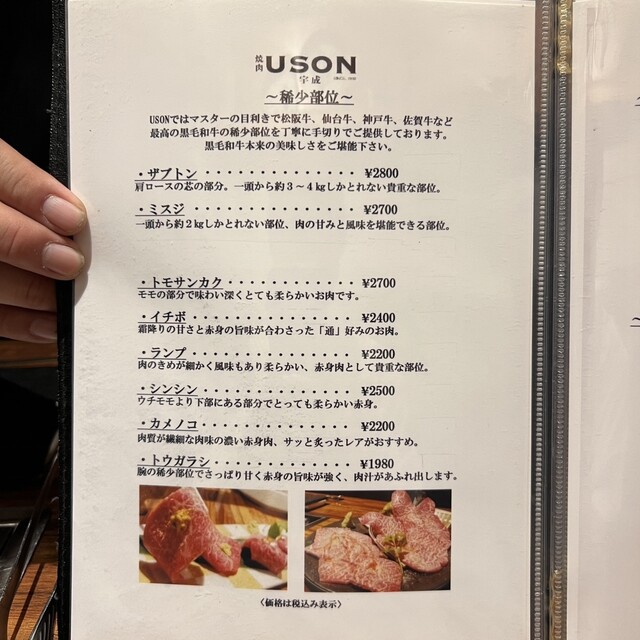 焼肉 USON
宇成
～稀少部位～
USONではマスターの目利きで松阪牛、仙台牛、神戸牛、佐賀牛など
最高の黒毛和牛の稀少部位を丁寧に手切りでご提供しております。
黒毛和牛本来の美味しさをご堪能下さい。
・ザブトン・・・・・・・・・・・・・・¥2800
肩ロースの芯の部分。一頭から約３～４㎏しかとれない貴重な部位。
・ミスジ・・・・・・・・・・・・・・・¥2700
一頭から約２㎏しかとれない部位、肉の甘みと風味を堪能できる部位。
・トモサンカク・・・・・・・・・・・・¥2700
モモの部分で味わい深くとても柔らかいお肉です。
・イチボ・・・・・・・・・・・・・・・¥2400
霜降りの甘さと赤身の旨味が合わさった「通」好みのお肉。
・ランプ・・・・・・・・・・・・・・・¥2200
肉のきめが細かく風味もあり柔らかい、赤身肉として貴重な部位。
・シンシン・・・・・・・・・・・・・・¥2500
ウチモモより下部にある部分でとっても柔らかい赤身。
・カメノコ・・・・・・・・・・・・・・¥2200
肉質が繊細な肉味の濃い赤身肉、サッと炙ったレアがおすすめ。
・トウガラシ・・・・・・・・・・・・・¥1980
腕の稀少部位でさっぱり甘く赤身の旨味が強く、肉汁があふれ出します。
〈価格は税込み表示〉